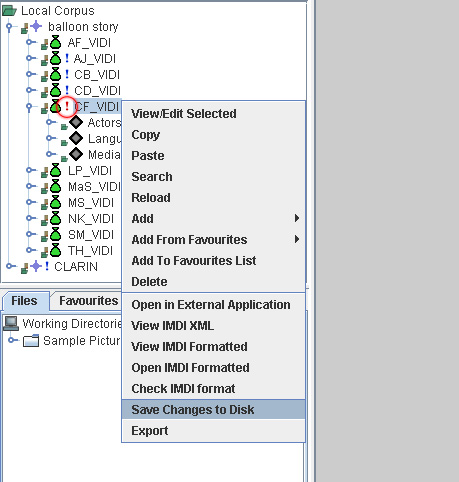 Local Corpus
balloon story
AF_VIDI
! AJ_VIDI
! CB_VIDI
! CD_VIDI
! CF_VIDI
Actors
Langu
Media
LP_VIDI
MaS_VIDI
MS_VIDI
NK_VIDI
SM_VIDI
TH_VIDI
! CLARIN
Files
Favourites
Working Directorie
Sample Pictur
View/Edit Selected
Copy
Paste
Search
Reload
Add
Add From Favourites
Add To Favourites List
Delete
Open in External Application
View IMDI XML
View IMDI Formatted
Open IMDI Formatted
Check IMDI format
Save Changes to Disk
Export